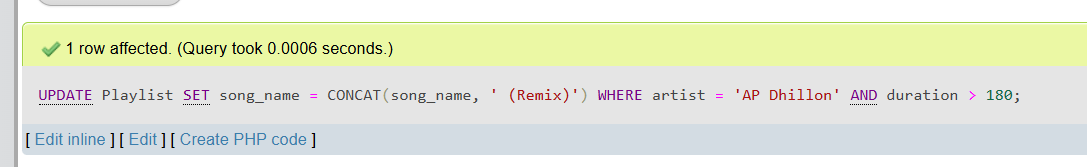 1 row affected. (Query took 0.0006 seconds.)
UPDATE Playlist SET song_name = CONCAT(song_name, ' (Remix)') WHERE artist = 'AP Dhillon' AND duration > 180;
[ Edit inline ] [ Edit ] [ Create PHP code ]